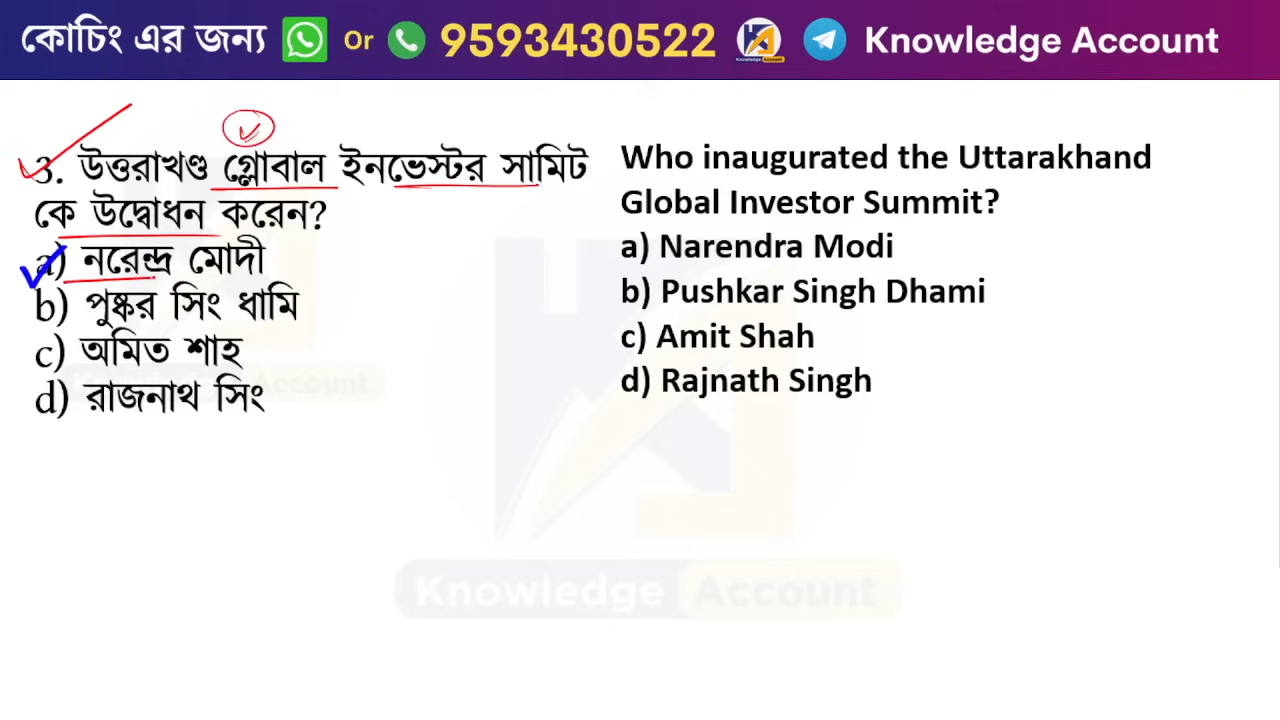 কোচিং এর জন্য Or 9593430522 Knowledge Account
3. উত্তরাখণ্ড গ্লোবাল ইনভেস্টর সামিট
কে উদ্বোধন করেন?
a) নরেন্দ্র মোদী
b) পুষ্কর সিং ধামি
c) অমিত শাহ
d) রাজনাথ সিং
Who inaugurated the Uttarakhand
Global Investor Summit?
a) Narendra Modi
b) Pushkar Singh Dhami
c) Amit Shah
d) Rajnath Singh
Knowledge Account